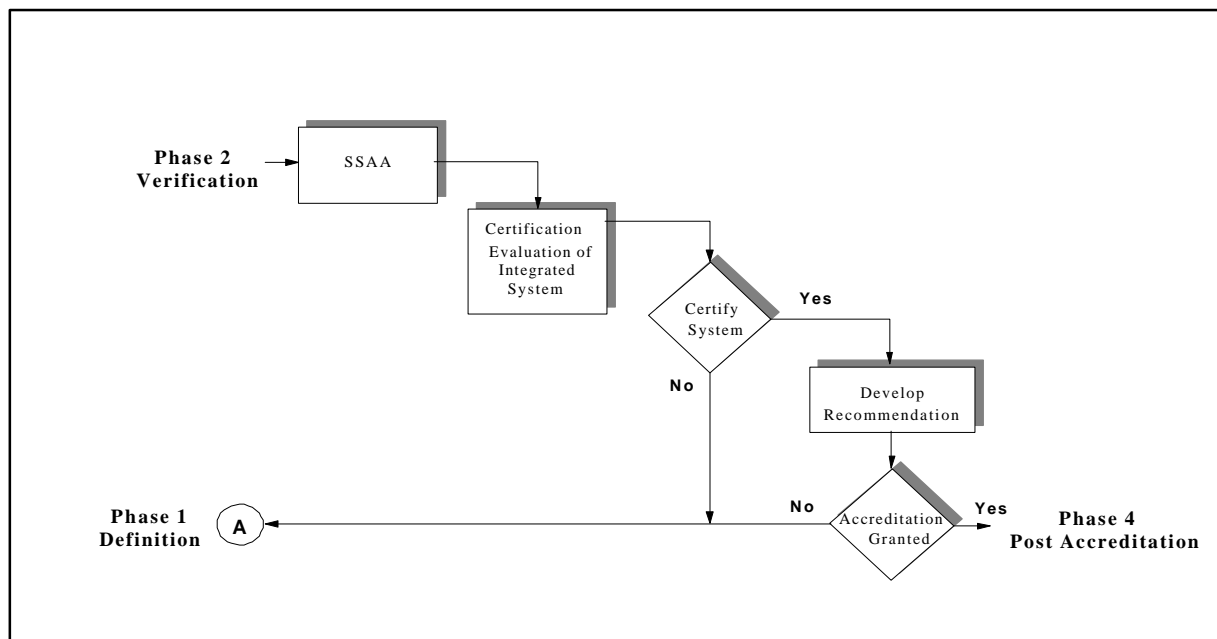 Phase 2
Verification
SSAA
Certification
Evaluation of
Integrated
System
Certify
System
Yes
No
Develop
Recommendation
Phase 1
Definition
A
No
Accreditation
Granted
Yes
Phase 4
Post Accreditation